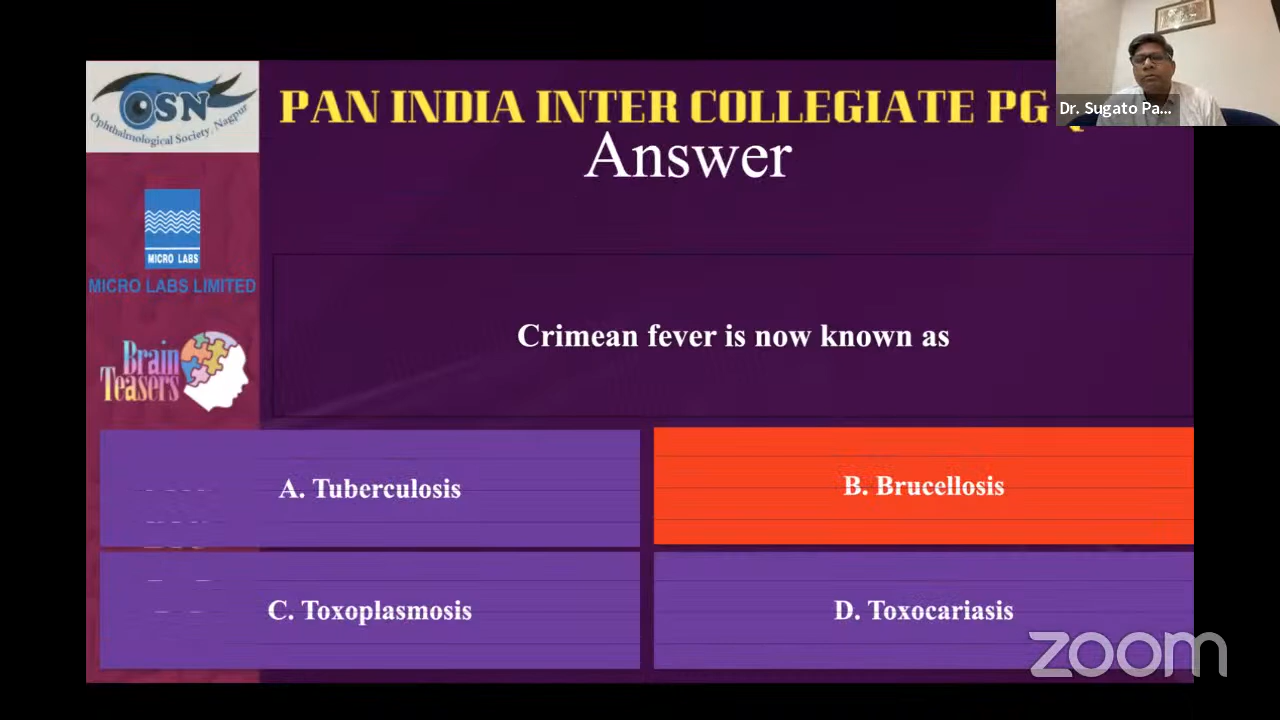 OSN
Ophthalmological Society, Nagpur
PAN INDIA INTER COLLEGIATE PG
Dr. Sugato Pa...
Answer
MICRO LABS
MICRO LABS LIMITED
Brain
Teasers
Crimean fever is now known as
A. Tuberculosis
B. Brucellosis
C. Toxoplasmosis
D. Toxocariasis
zoom